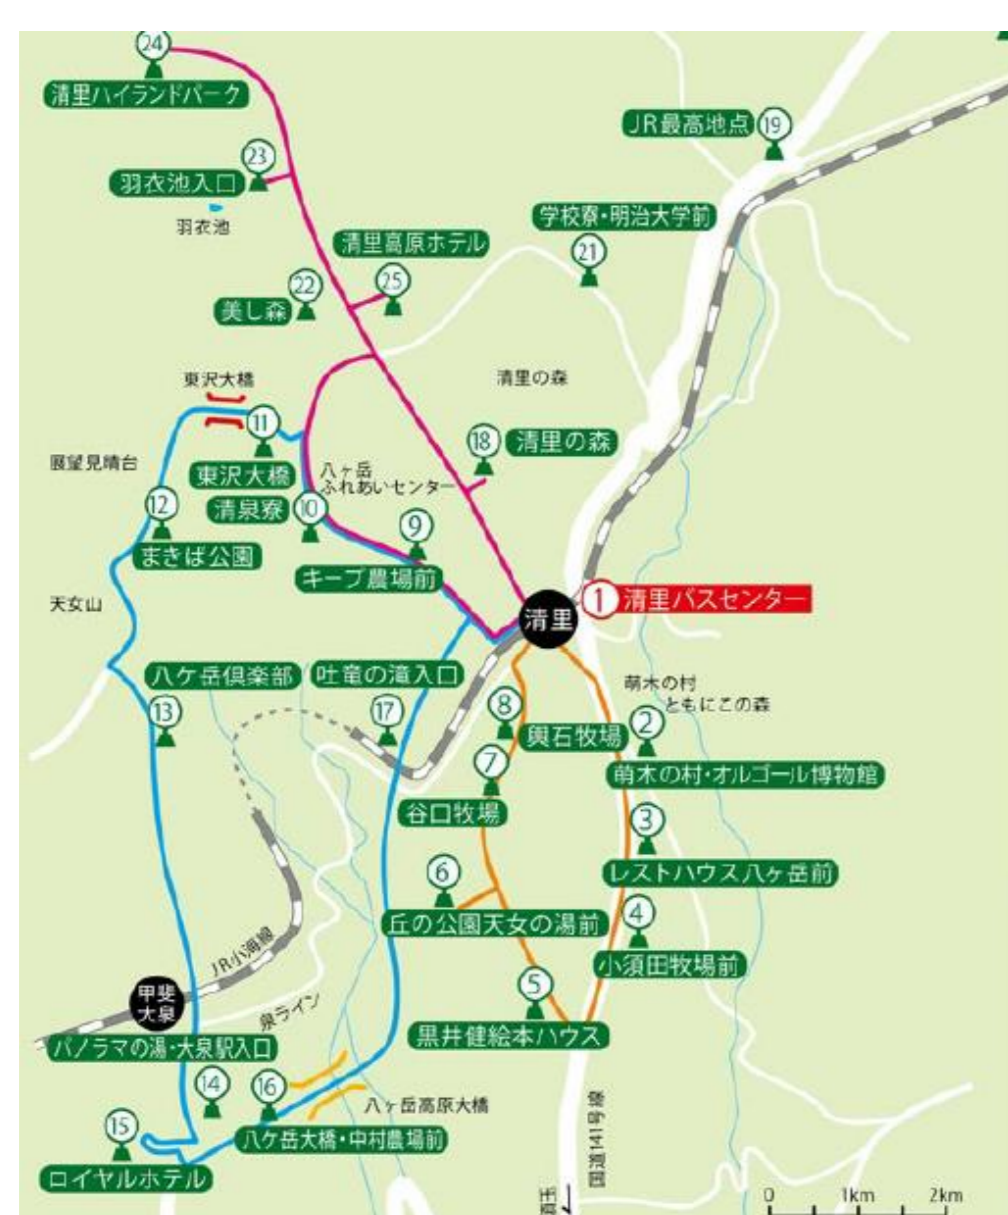 24
清里ハイランドパーク
JR最高地点 19
23
羽衣池入口
羽衣池
学校寮・明治大学前
21
清里高原ホテル
25
22
美し森
東沢大橋
清里の森
11
18 清里の森
展望見晴台
東沢大橋
八ヶ岳
ふれあいセンター
12
清泉寮 10
9
まきば公園
キープ農場前
天女山
清里
1 清里バスセンター
八ケ岳倶楽部
吐竜の滝入口
萌木の村
ともにこの森
13
17
8
2
興石牧場
7
萌木の村・オルゴール博物館
谷口牧場
3
レストハウス八ヶ岳前
6
丘の公園天女の湯前
4
小須田牧場前
JR小海線
5
甲斐
大泉
泉ライン
黒井健絵本ハウス
パノラマの湯・大泉駅入口
14
16
八ヶ岳高原大橋
15
八ケ岳大橋・中村農場前
国道141号線
ロイヤルホテル
0 1km 2km